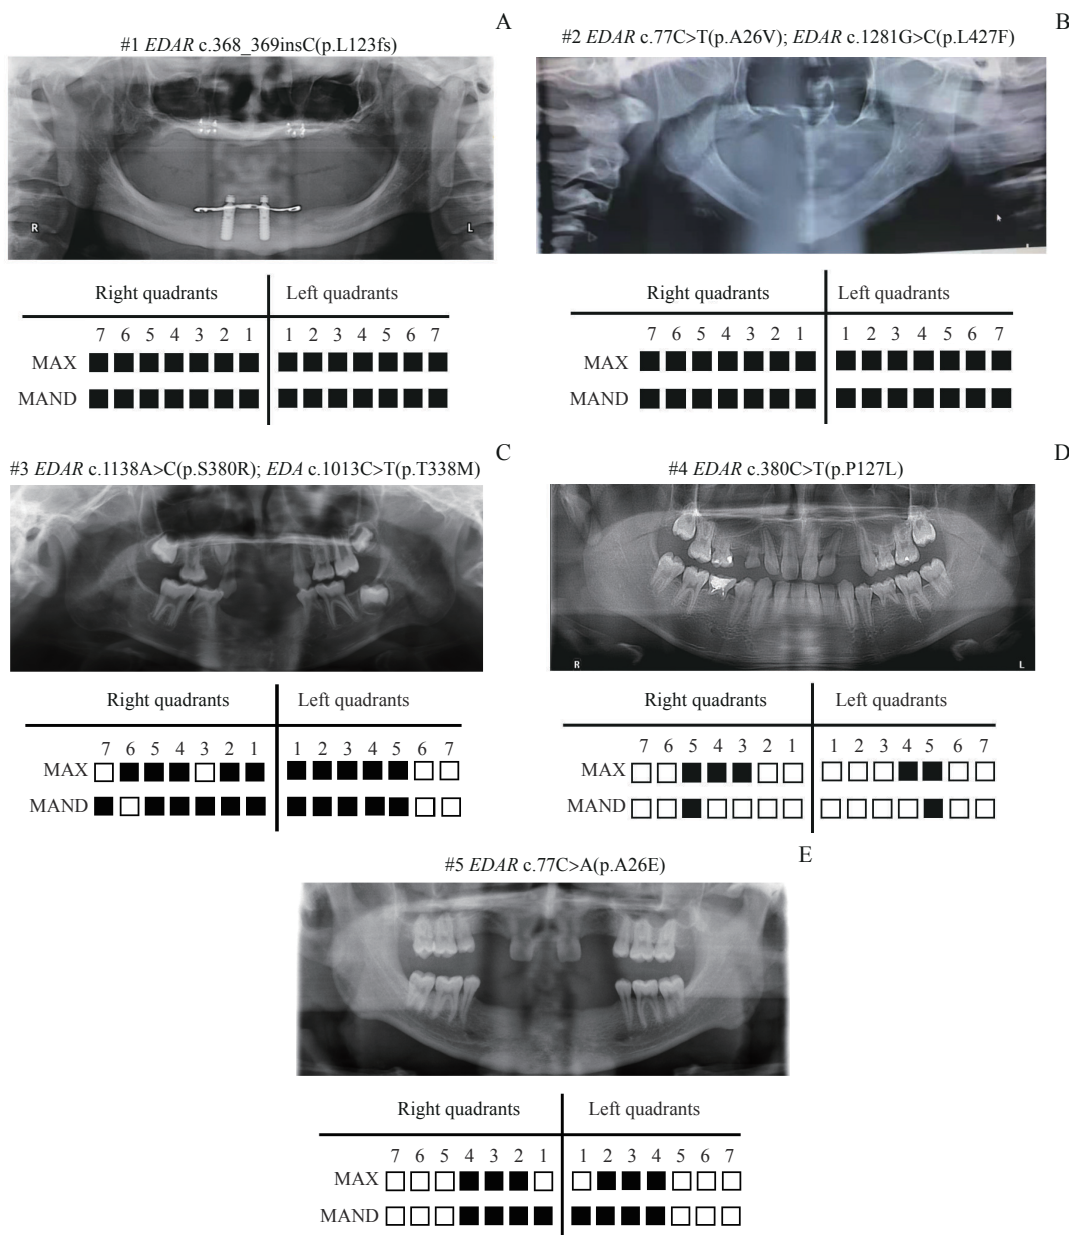 A
#1 EDAR c.368_369insC(p.L123fs)
R
L
Right quadrants Left quadrants
7 6 5 4 3 2 1 1 2 3 4 5 6 7
MAX
MAND
B
#2 EDAR c.77C>T(p.A26V); EDAR c.1281G>C(p.L427F)
Right quadrants Left quadrants
7 6 5 4 3 2 1 1 2 3 4 5 6 7
MAX
MAND
C
#3 EDAR c.1138A>C(p.S380R); EDA c.1013C>T(p.T338M)
Right quadrants Left quadrants
7 6 5 4 3 2 1 1 2 3 4 5 6 7
MAX
MAND
D
#4 EDAR c.380C>T(p.P127L)
R
L
Right quadrants Left quadrants
7 6 5 4 3 2 1 1 2 3 4 5 6 7
MAX
MAND
E
#5 EDAR c.77C>A(p.A26E)
Right quadrants Left quadrants
7 6 5 4 3 2 1 1 2 3 4 5 6 7
MAX
MAND